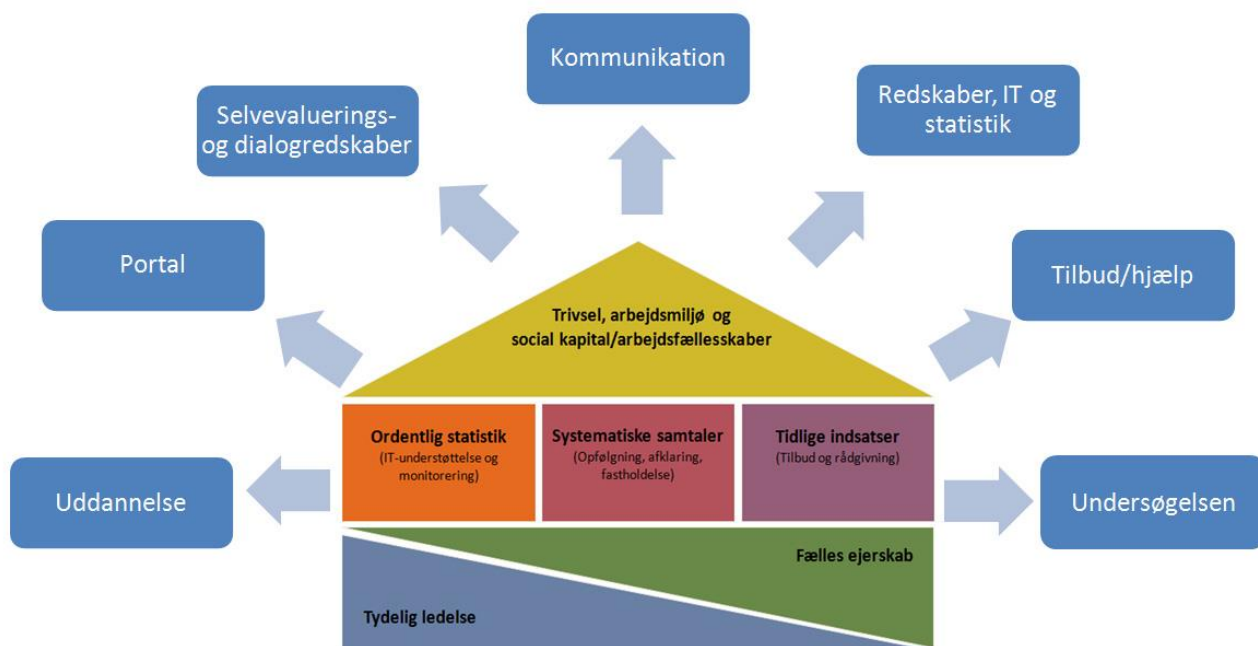 Kommunikation
Redskaber, IT og
statistik
Selvevaluerings-
og dialogredskaber
Portal
Tilbud/hjælp
Trivsel, arbejdsmiljø og
social kapital/arbejdsfællesskaber
Ordentlig statistik
(IT-understøttelse og
monitorering)
Systematiske samtaler
(Opfølgning, afklaring,
fastholdelse)
Tidlige indsatser
(Tilbud og rådgivning)
Uddannelse
Undersøgelsen
Fælles ejerskab
Tydelig ledelse